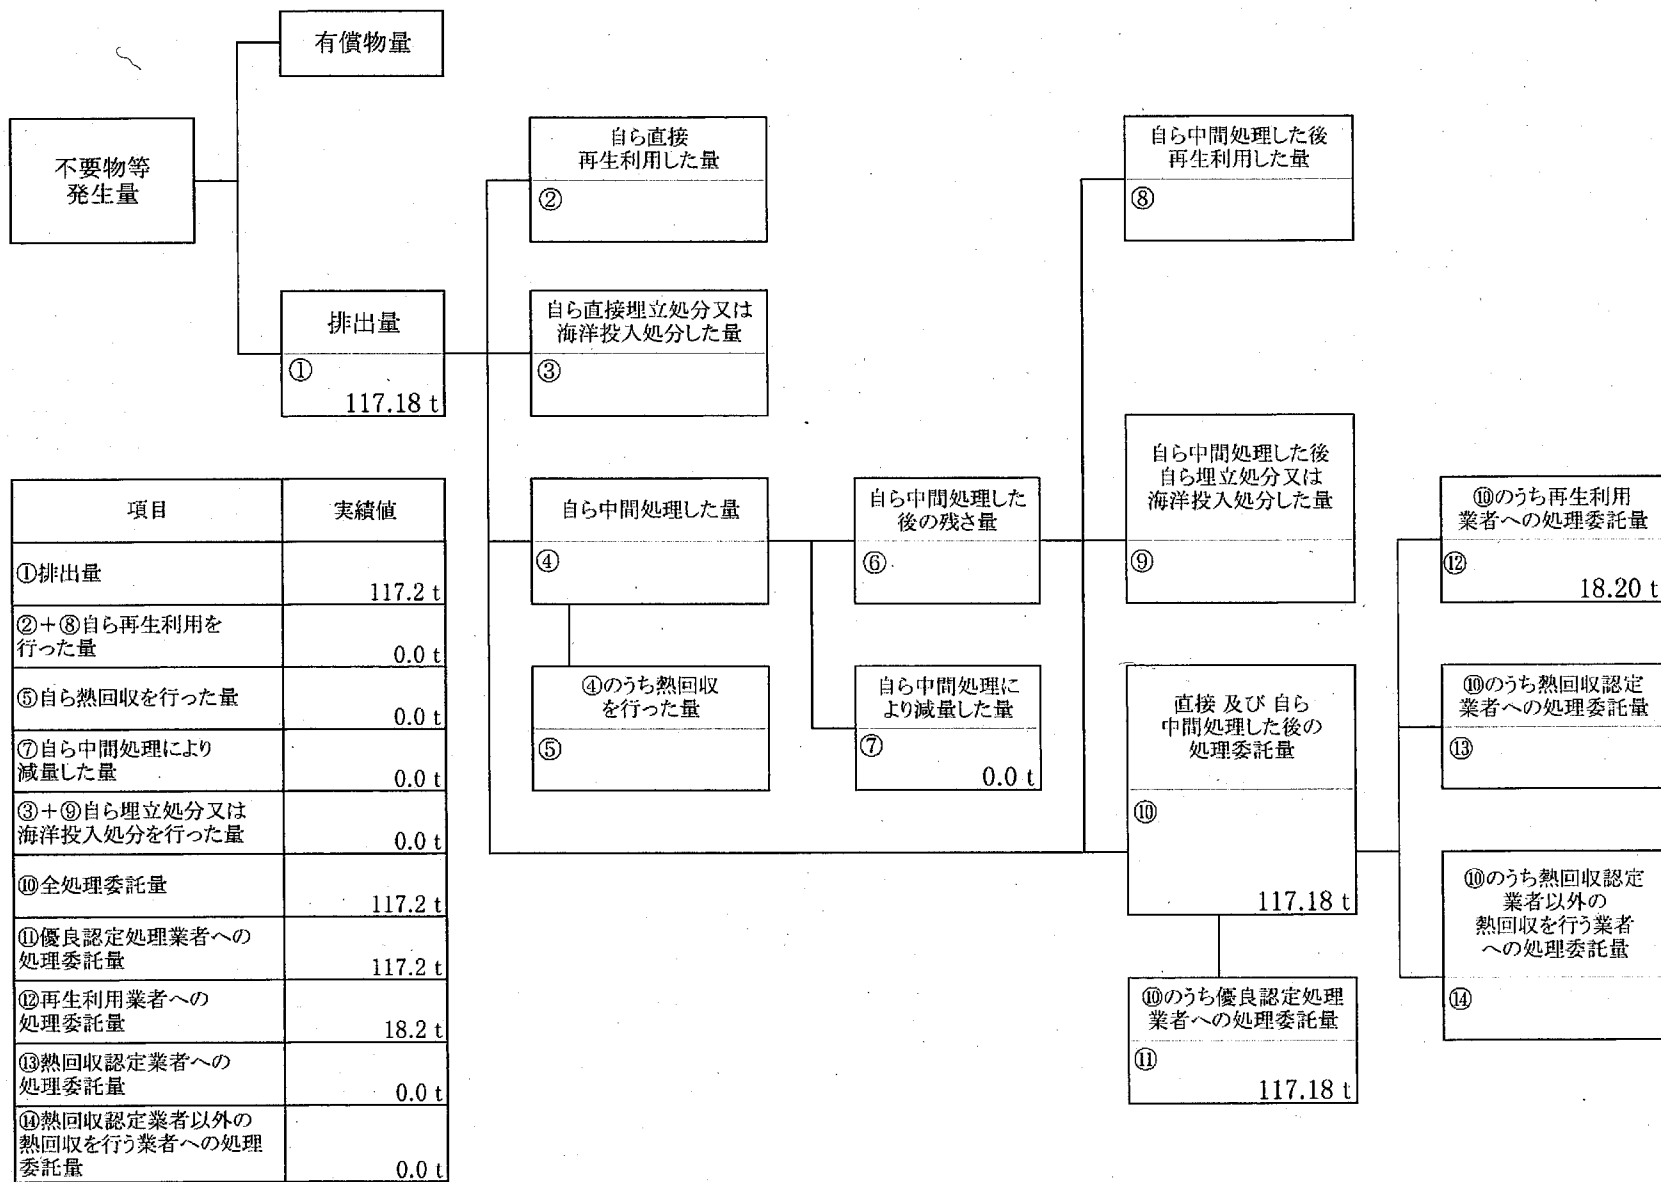 有償物量
不要物等
発生量
排出量
①
117.18 t
自ら直接
再生利用した量
②
自ら直接埋立処分又は
海洋投入処分した量
③
自ら中間処理した量
④
④のうち熱回収
を行った量
⑤
自ら中間処理した
後の残さ量
⑥
自ら中間処理に
より減量した量
⑦
0.0 t
自ら中間処理した後
再生利用した量
⑧
自ら中間処理した後
自ら埋立処分又は
海洋投入処分した量
⑨
直接 及び 自ら
中間処理した後の
処理委託量
⑩
117.18 t
⑩のうち優良認定処理
業者への処理委託量
⑪
117.18 t
⑩のうち再生利用
業者への処理委託量
⑫
18.20 t
⑩のうち熱回収認定
業者への処理委託量
⑬
⑩のうち熱回収認定
業者以外の
熱回収を行う業者
への処理委託量
⑭
項目 実績値
①排出量
117.2 t
②+⑧自ら再生利用を
行った量
0.0 t
⑤自ら熱回収を行った量
0.0 t
⑦自ら中間処理により
減量した量
0.0 t
③+⑨自ら埋立処分又は
海洋投入処分を行った量
0.0 t
⑩全処理委託量
117.2 t
⑪優良認定処理業者への
処理委託量
117.2 t
⑫再生利用業者への
処理委託量
18.2 t
⑬熱回収認定業者への
処理委託量
0.0 t
⑭熱回収認定業者以外の
熱回収を行う業者への処理
委託量
0.0 t